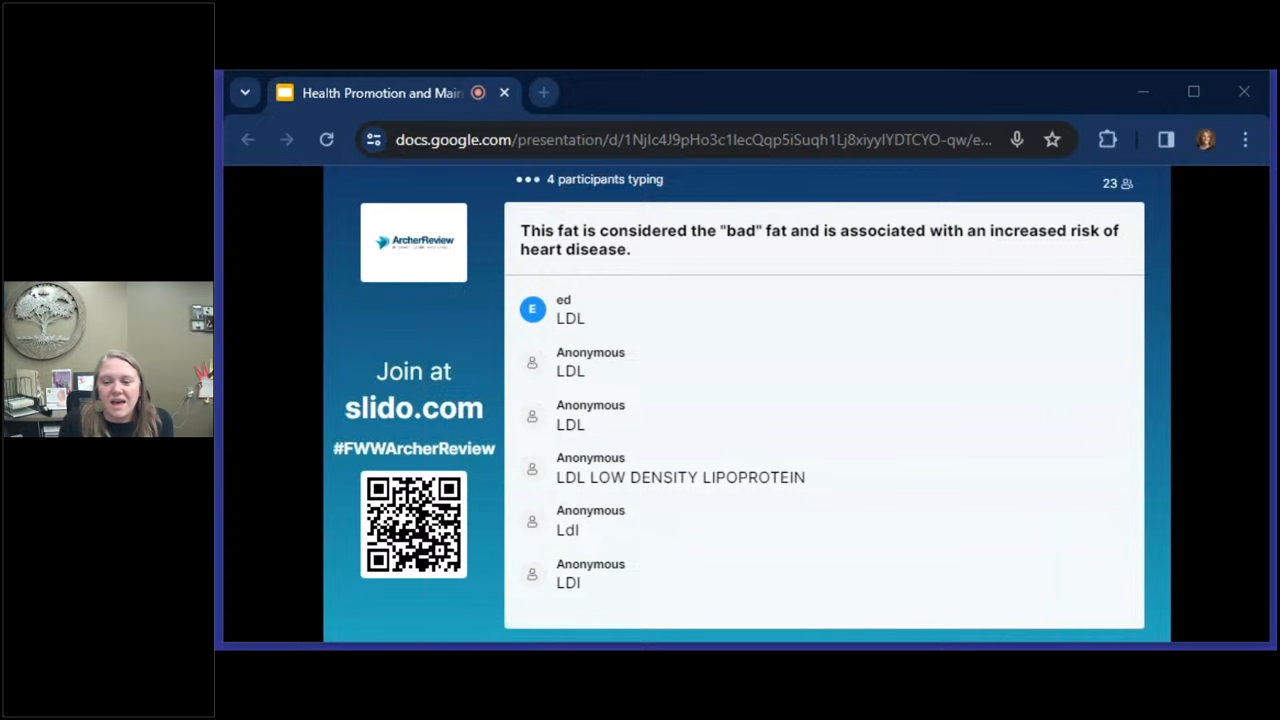 Health Promotion and Main
docs.google.com/presentation/d/1NjIc4J9pHo3c1IecQqp5iSuqh1Lj8xiyyIYDTCYO-qw/e...
4 participants typing
23
ArcherReview
This fat is considered the "bad" fat and is associated with an increased risk of
heart disease.
E
ed
LDL
Anonymous
LDL
Anonymous
LDL
Anonymous
LDL LOW DENSITY LIPOPROTEIN
Anonymous
Ldl
Anonymous
LDl
Join at
slido.com
#FWWArcherReview